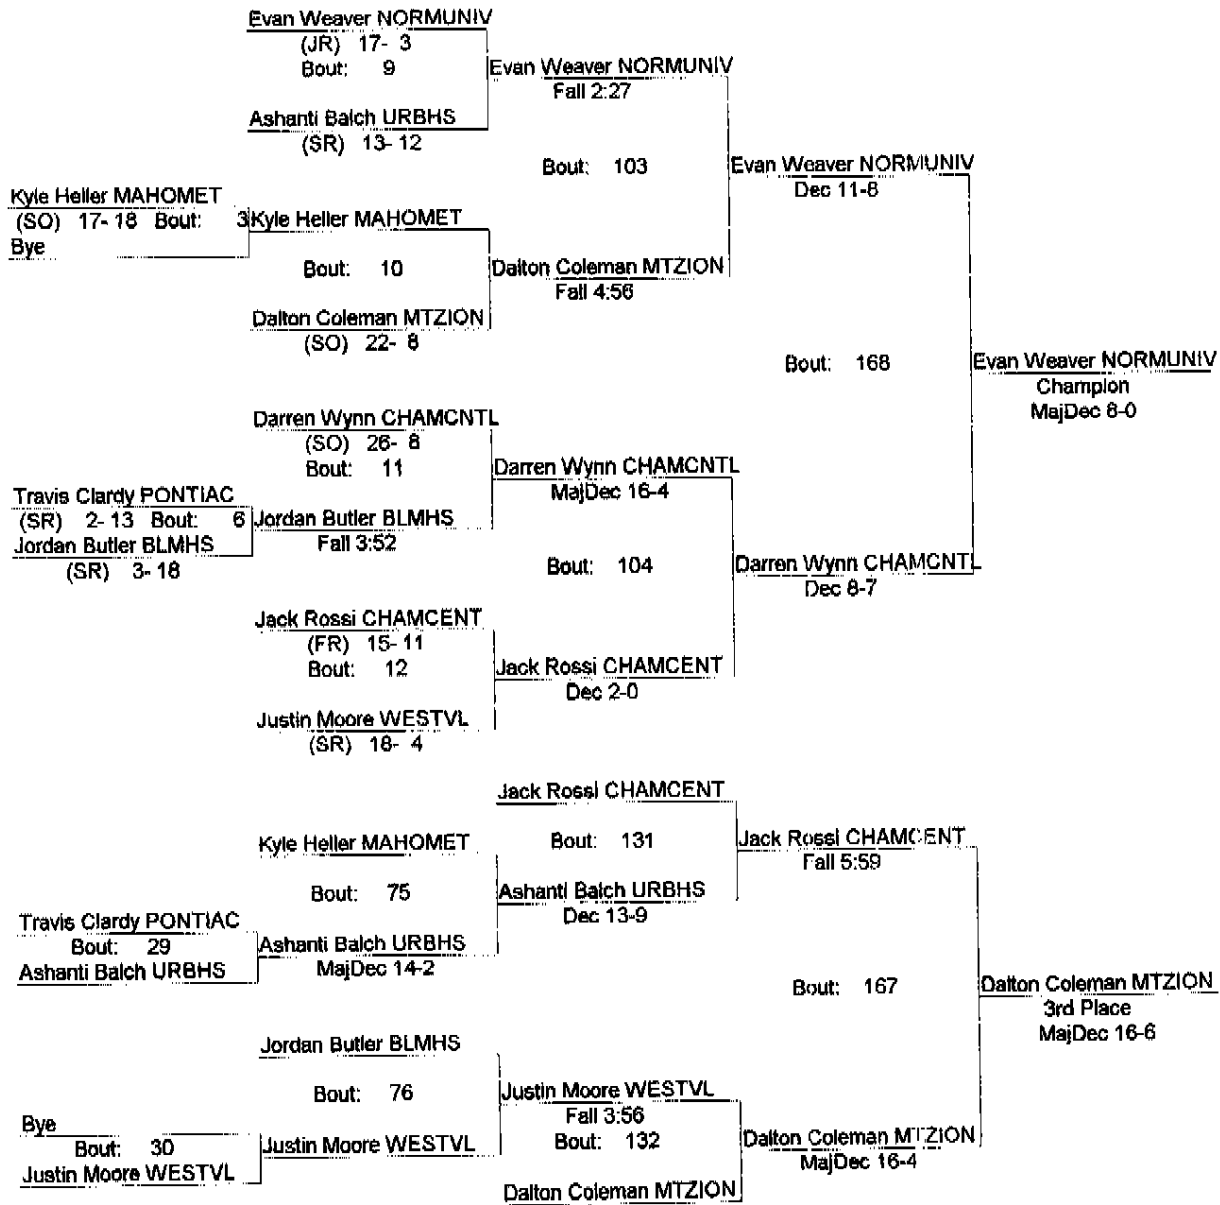 Evan Weaver NORMUNIV
(JR) 17- 3
Bout: 9
Evan Weaver NORMUNIV
Fall 2:27
Ashanti Balch URBHS
(SR) 13- 12
Bout: 103
Evan Weaver NORMUNIV
Dec 11-8
Kyle Heller MAHOMET
(SO) 17- 18 Bout: 3
Bye
Kyle Heller MAHOMET
Bout: 10
Dalton Coleman MTZION
Fall 4:56
Dalton Coleman MTZION
(SO) 22- 8
Bout: 168
Evan Weaver NORMUNIV
Champion
MajDec 8-0
Darren Wynn CHAMCNTL
(SO) 26- 8
Bout: 11
Darren Wynn CHAMCNTL
MajDec 16-4
Travis Clardy PONTIAC
(SR) 2- 13 Bout: 6
Jordan Butler BLMHS
(SR) 3- 18
Jordan Butler BLMHS
Fall 3:52
Bout: 104
Darren Wynn CHAMCNTL
Dec 8-7
Jack Rossi CHAMCENT
(FR) 15- 11
Bout: 12
Jack Rossi CHAMCENT
Dec 2-0
Justin Moore WESTVL
(SR) 18- 4
Jack Rossi CHAMCENT
Bout: 131
Jack Rossi CHAMCENT
Fall 5:59
Kyle Heller MAHOMET
Bout: 75
Ashanti Balch URBHS
Dec 13-9
Travis Clardy PONTIAC
Bout: 29
Ashanti Balch URBHS
Ashanti Balch URBHS
MajDec 14-2
Bout: 167
Dalton Coleman MTZION
3rd Place
MajDec 16-6
Jordan Butler BLMHS
Bout: 76
Justin Moore WESTVL
Fall 3:56
Bout: 132
Bye
Bout: 30
Justin Moore WESTVL
Justin Moore WESTVL
Dalton Coleman MTZION
MajDec 16-4
Dalton Coleman MTZION